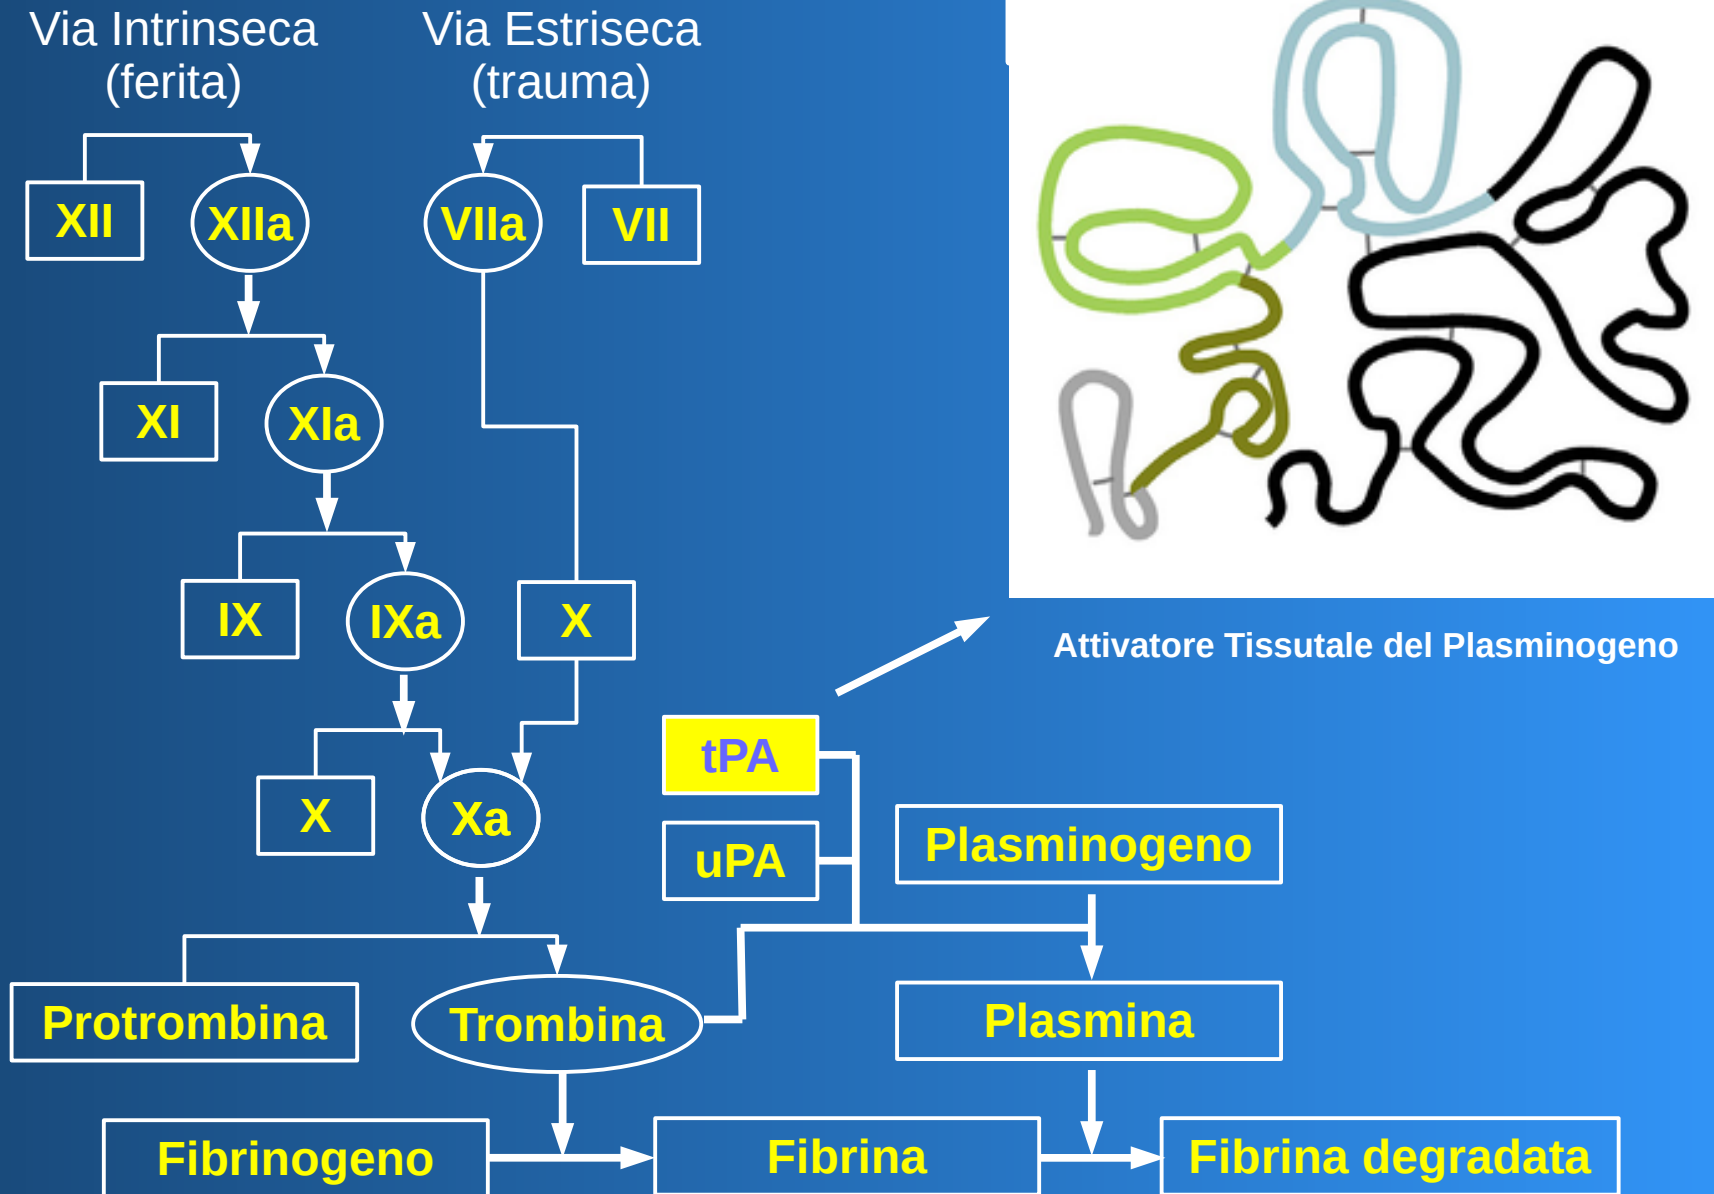 Via Intrinseca
(ferita)
Via Estriseca
(trauma)
XII
XIIa
VIIa
VII
XI
XIa
IX
IXa
X
Attivatore Tissutale del Plasminogeno
tPA
X
Xa
uPA
Plasminogeno
Protrombina
Trombina
Plasmina
Fibrinogeno
Fibrina
Fibrina degradata